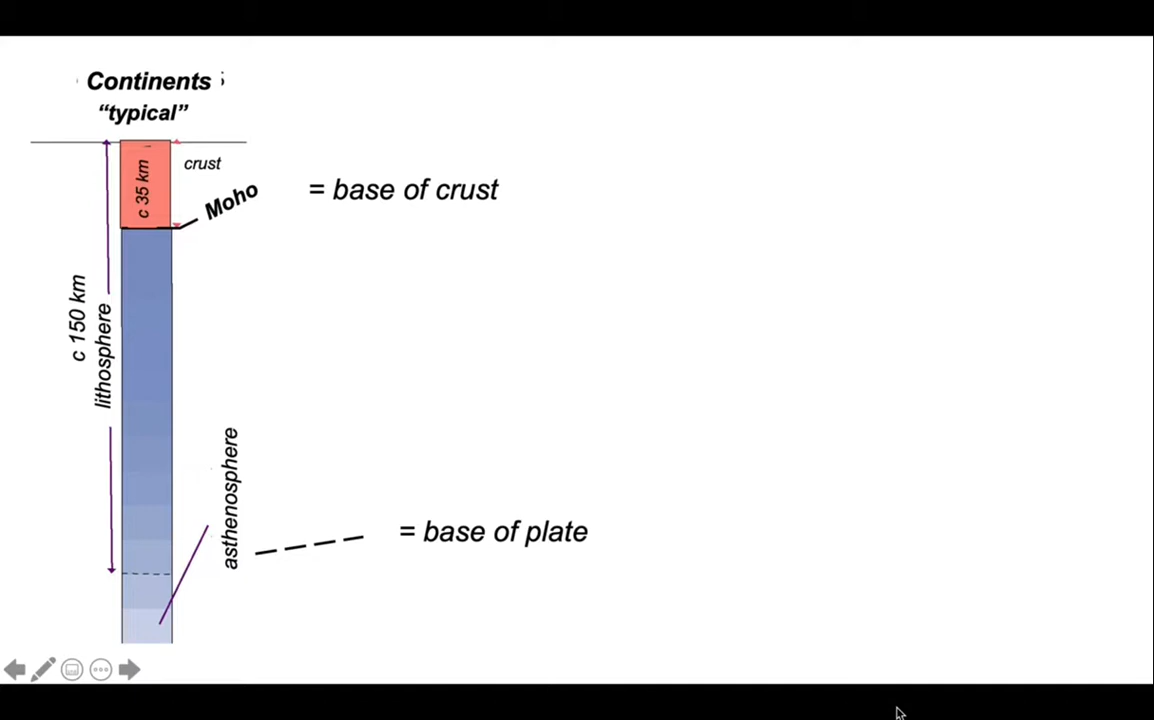 Continents
“typical”
crust
c 35 km
Moho
= base of crust
c 150 km
lithosphere
asthenosphere
= base of plate